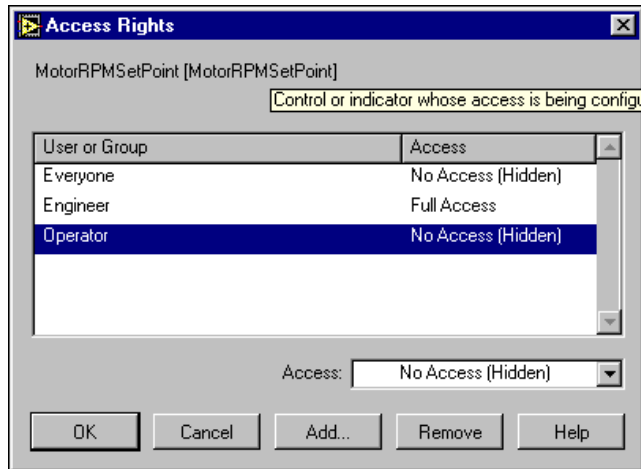 Access Rights
MotorRPMSetPoint [MotorRPMSetPoint]
Control or indicator whose access is being configu
User or Group Access
Everyone No Access (Hidden)
Engineer Full Access
Operator No Access (Hidden)
Access: No Access (Hidden)
OK Cancel Add... Remove Help